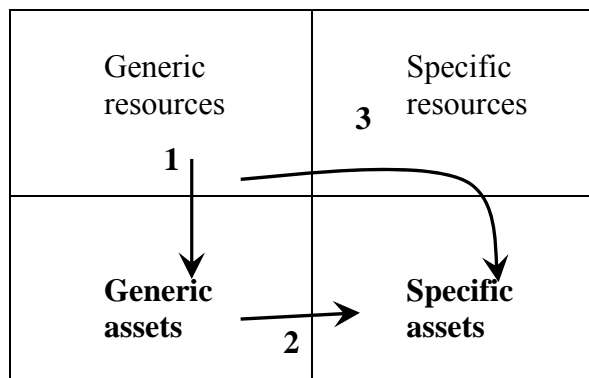 Generic
resources
Specific
resources
3
1
Generic
assets
Specific
assets
2